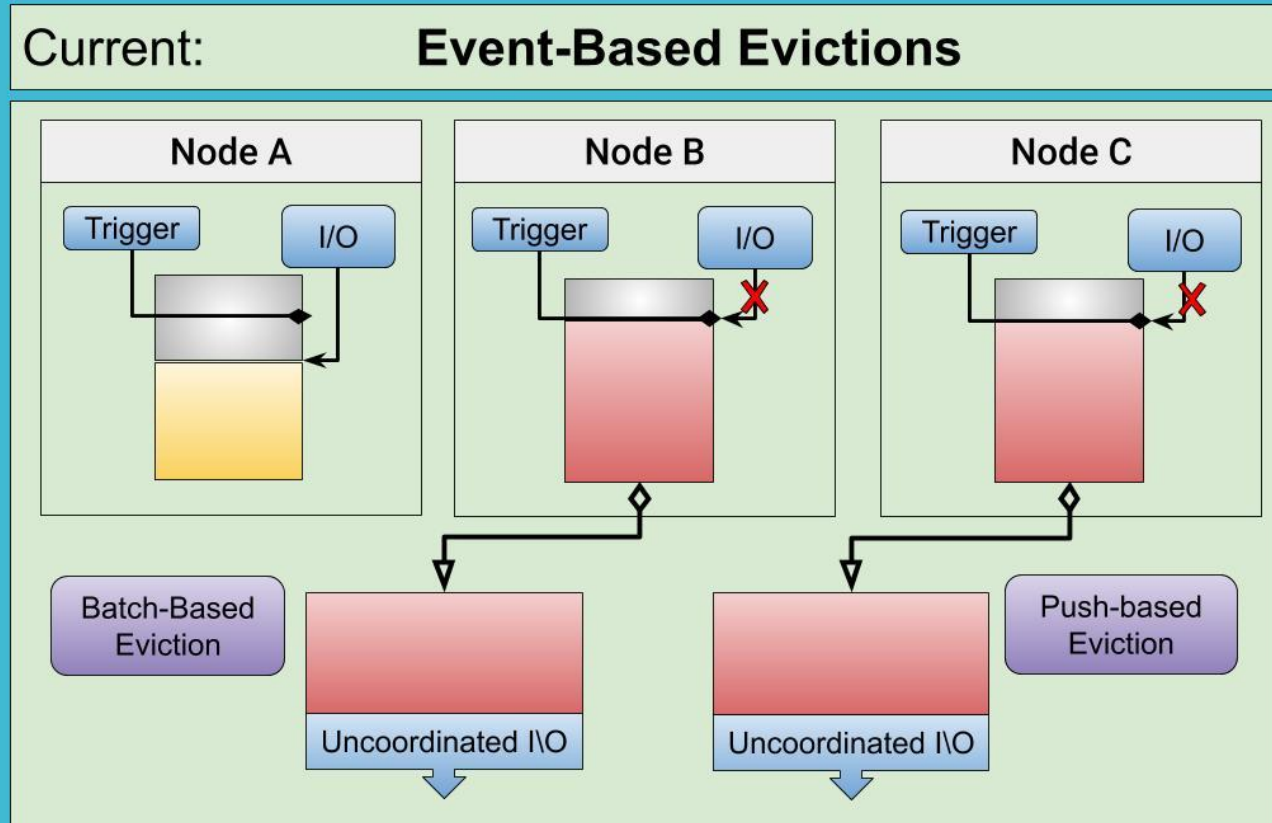 Current: Event-Based Evictions
Node A
Node B
Node C
Trigger
I/O
Trigger
I/O
Trigger
I/O
Batch-Based
Eviction
Push-based
Eviction
Uncoordinated I\O
Uncoordinated I\O